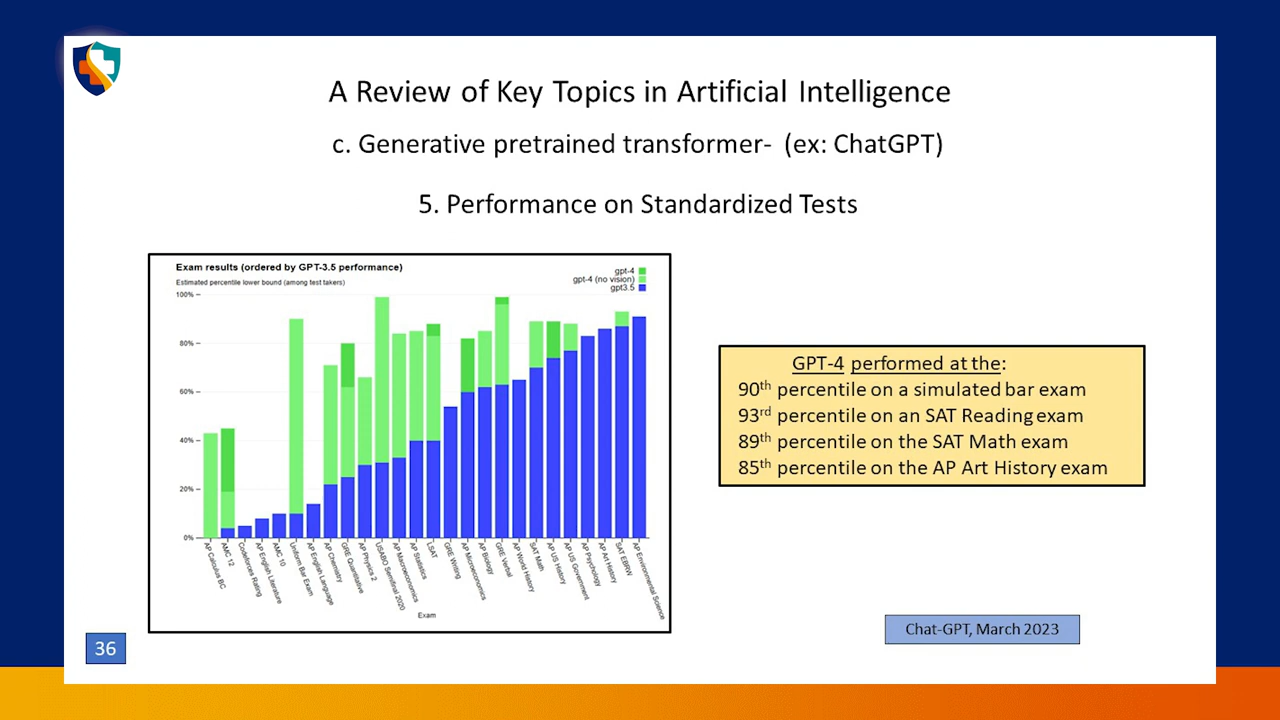 A Review of Key Topics in Artificial Intelligence
c. Generative pretrained transformer- (ex: ChatGPT)
5. Performance on Standardized Tests
Exam results (ordered by GPT-3.5 performance)
Estimated percentile lower bound (among test takers)
gpt-4
gpt-4 (no vision)
gpt3.5
100%
80%
60%
40%
20%
0%
AP Calculus BC
AMC 12
Codeforces Rating
AP English Literature
AMC 10
Uniform Bar Exam
AP English Language
AP Chemistry
GRE Quantitative
AP Physics 2
USABO Semifinal 2020
AP Macroeconomics
AP Statistics
LSAT
GRE Writing
AP Microeconomics
AP Biology
GRE Verbal
AP World History
SAT Math
AP US History
AP US Government
AP Psychology
AP Art History
SAT EBRW
AP Environmental Science
Exam
GPT-4 performed at the:
90th percentile on a simulated bar exam
93rd percentile on an SAT Reading exam
89th percentile on the SAT Math exam
85th percentile on the AP Art History exam
Chat-GPT, March 2023
36